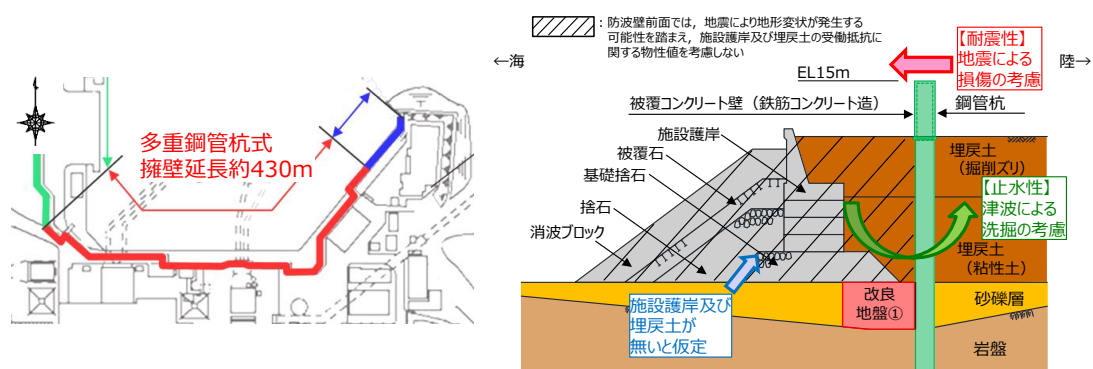 多重鋼管杭式
擁壁延長約430m
：防波壁前面では，地震により地形変状が発生する
可能性を踏まえ，施設護岸及び埋戻土の受働抵抗に
関する物性値を考慮しない
←海
陸→
【耐震性】
地震による
損傷の考慮
EL15m
被覆コンクリート壁（鉄筋コンクリート造）
鋼管杭
施設護岸
被覆石
基礎捨石
捨石
消波ブロック
埋戻土
（掘削ズリ）
【止水性】
津波による
洗掘の考慮
埋戻土
（粘性土）
施設護岸及び
埋戻土が
無いと仮定
改良
地盤①
砂礫層
岩盤